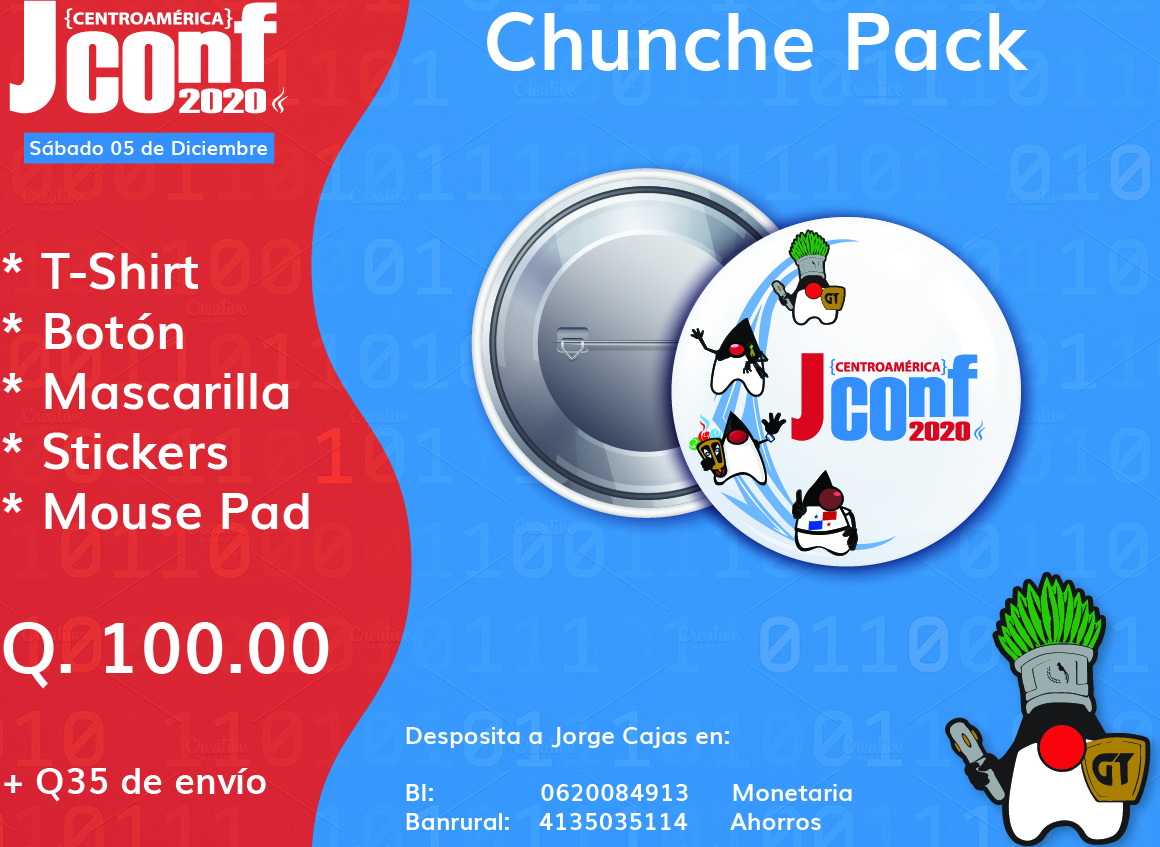 {CENTROAMÉRICA}
Jconf
2020
Sábado 05 de Diciembre
Chunche Pack
* T-Shirt
* Botón
* Mascarilla
* Stickers
* Mouse Pad
Q. 100.00
+ Q35 de envío
GT
{CENTROAMÉRICA}
Jconf
2020
Desposita a Jorge Cajas en:
BI: 0620084913 Monetaria
Banrural: 4135035114 Ahorros
GT